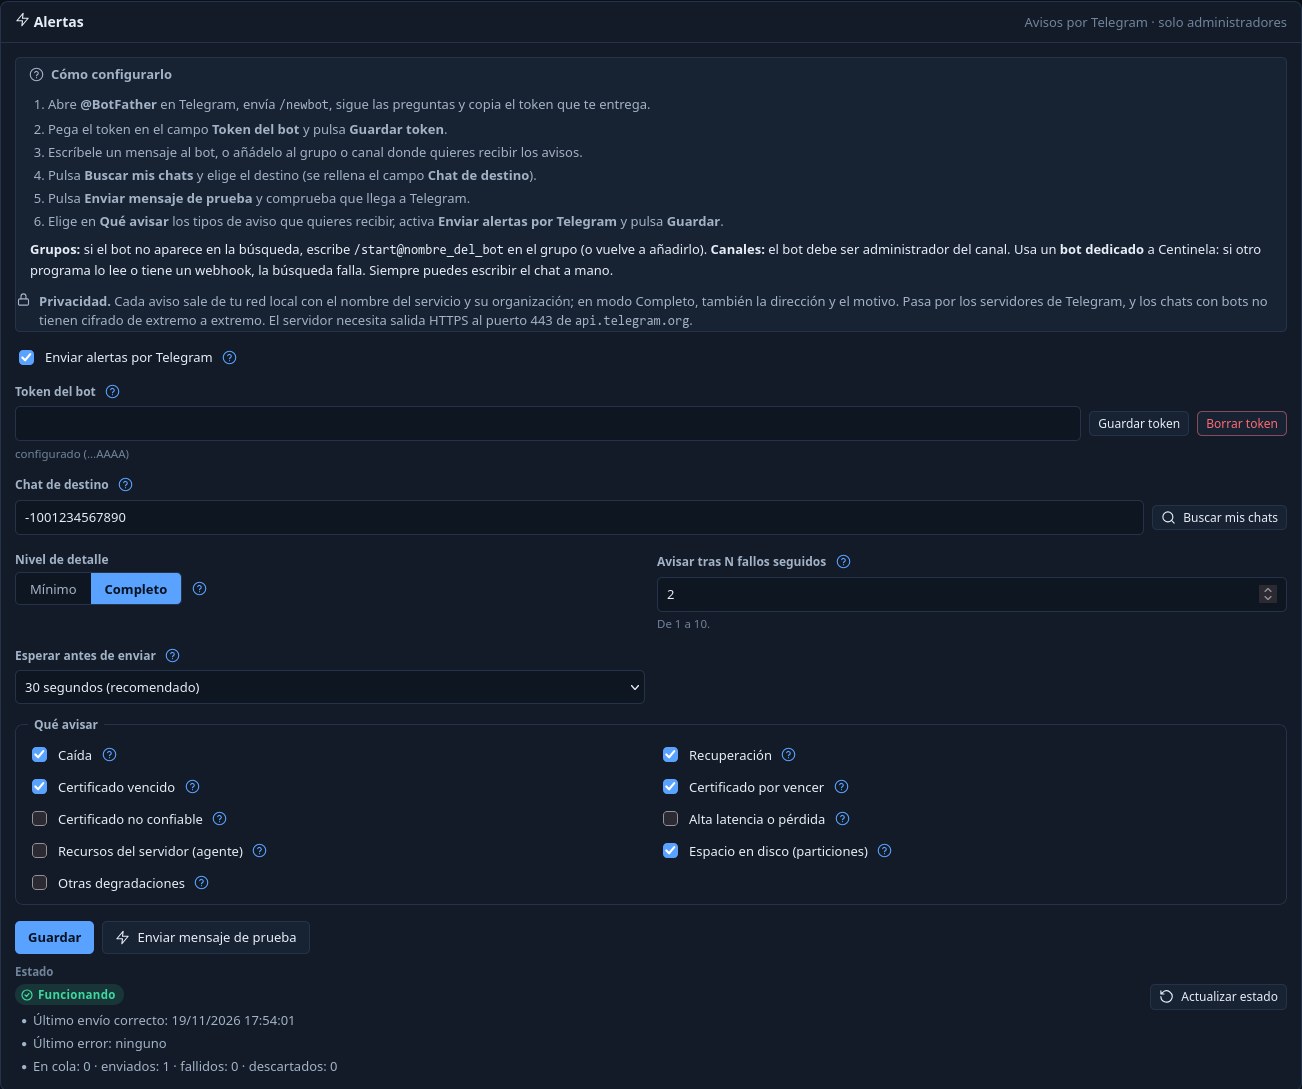 Alertas
Avisos por Telegram · solo administradores
Cómo configurarlo
1. Abre @BotFather en Telegram, envía /newbot, sigue las preguntas y copia el token que te entrega.
2. Pega el token en el campo Token del bot y pulsa Guardar token.
3. Escríbele un mensaje al bot, o añádelo al grupo o canal donde quieres recibir los avisos.
4. Pulsa Buscar mis chats y elige el destino (se rellena el campo Chat de destino).
5. Pulsa Enviar mensaje de prueba y comprueba que llega a Telegram.
6. Elige en Qué avisar los tipos de aviso que quieres recibir, activa Enviar alertas por Telegram y pulsa Guardar.
Grupos: si el bot no aparece en la búsqueda, escribe /start@nombre_del_bot en el grupo (o vuelve a añadirlo). Canales: el bot debe ser administrador del canal. Usa un bot dedicado a Centinela: si otro
programa lo lee o tiene un webhook, la búsqueda falla. Siempre puedes escribir el chat a mano.
Privacidad. Cada aviso sale de tu red local con el nombre del servicio y su organización; en modo Completo, también la dirección y el motivo. Pasa por los servidores de Telegram, y los chats con bots no
tienen cifrado de extremo a extremo. El servidor necesita salida HTTPS al puerto 443 de api.telegram.org.
Enviar alertas por Telegram
Token del bot
Guardar token
Borrar token
configurado (…AAAA)
Chat de destino
-1001234567890
Buscar mis chats
Nivel de detalle
Mínimo
Completo
Avisar tras N fallos seguidos
2
De 1 a 10.
Esperar antes de enviar
30 segundos (recomendado)
Qué avisar
Caída
Recuperación
Certificado vencido
Certificado por vencer
Certificado no confiable
Alta latencia o pérdida
Recursos del servidor (agente)
Espacio en disco (particiones)
Otras degradaciones
Guardar
Enviar mensaje de prueba
Estado
Funcionando
Actualizar estado
• Último envío correcto: 19/11/2026 17:54:01
• Último error: ninguno
• En cola: 0 · enviados: 1 · fallidos: 0 · descartados: 0